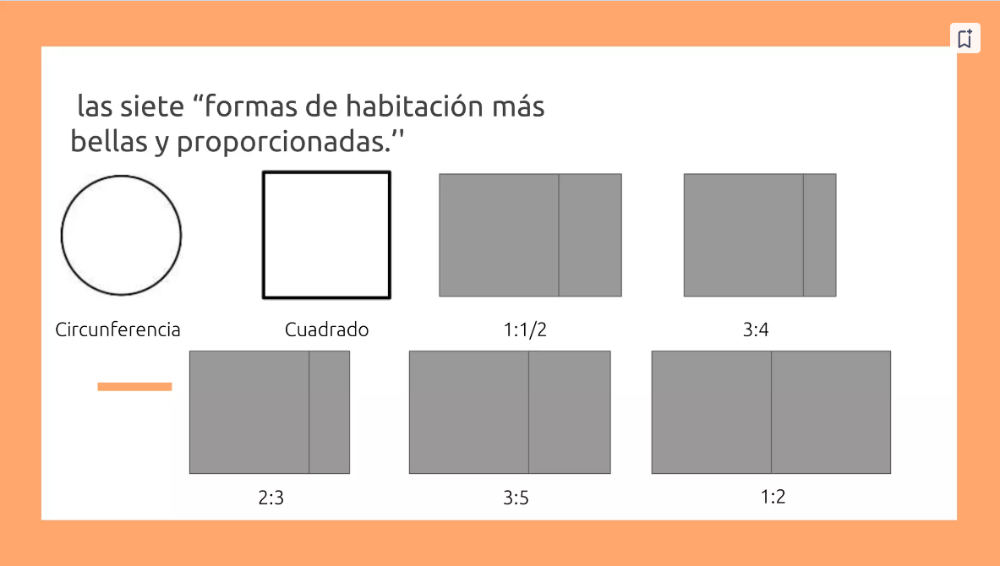 las siete “formas de habitación más
bellas y proporcionadas.’'
Circunferencia
Cuadrado
1:1/2
3:4
2:3
3:5
1:2